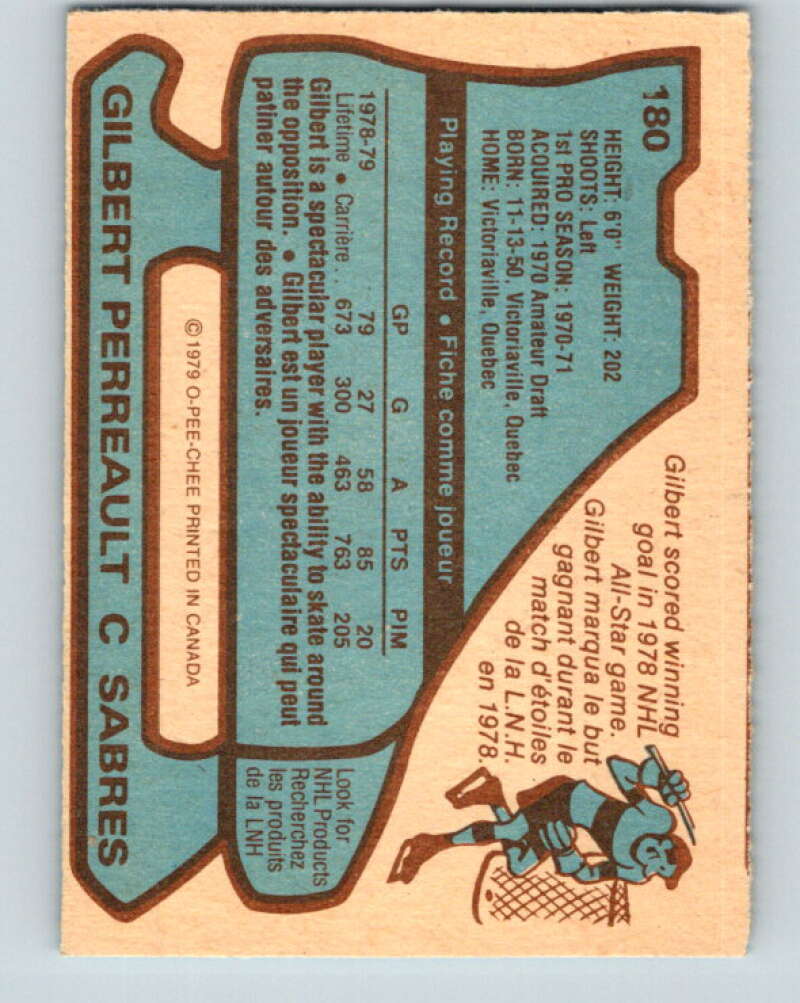 180
HEIGHT: 6'0" WEIGHT: 202
SHOOTS: Left
1st PRO SEASON: 1970-71
ACQUIRED: 1970 Amateur Draft
BORN: 11-13-50, Victoriaville, Quebec
HOME: Victoriaville, Quebec
Gilbert scored winning
goal in 1978 NHL
All-Star game.
Gilbert marqua le but
gagnant durant le
match d'étoiles
de la L.N.H.
en 1978.
Playing Record • Fiche comme joueur
GP G A PTS PIM
1978-79 79 27 58 85 20
Lifetime • Carrière.. 673 300 463 763 205
Gilbert is a spectacular player with the ability to skate around
the opposition. • Gilbert est un joueur spectaculaire qui peut
patiner autour des adversaires.
Look for
NHL Products
Recherchez
les produits
de la LNH
©1979 O-PEE-CHEE PRINTED IN CANADA
GILBERT PERREAULT C SABRES